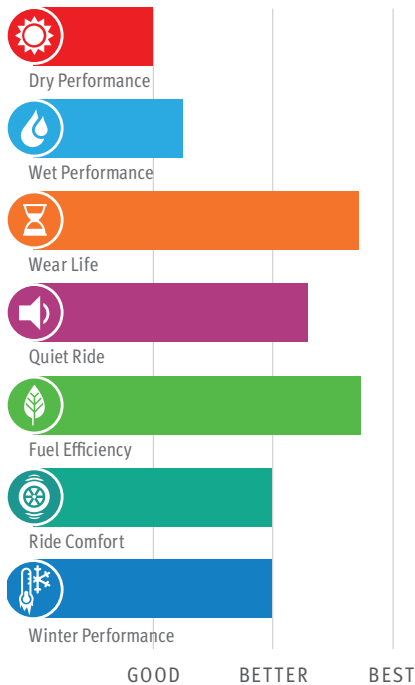 Dry Performance
Wet Performance
Wear Life
Quiet Ride
Fuel Efficiency
Ride Comfort
Winter Performance
GOOD BETTER BEST